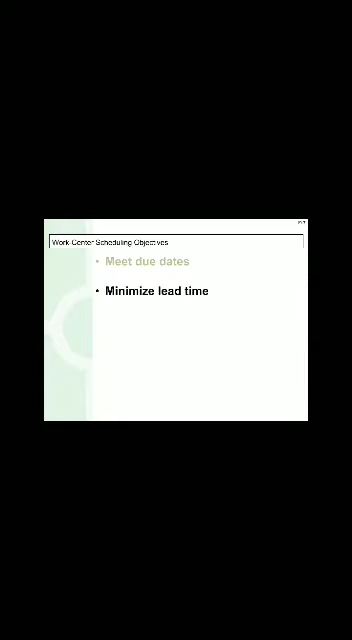 Work-Center Scheduling Objectives
• Meet due dates
• Minimize lead time